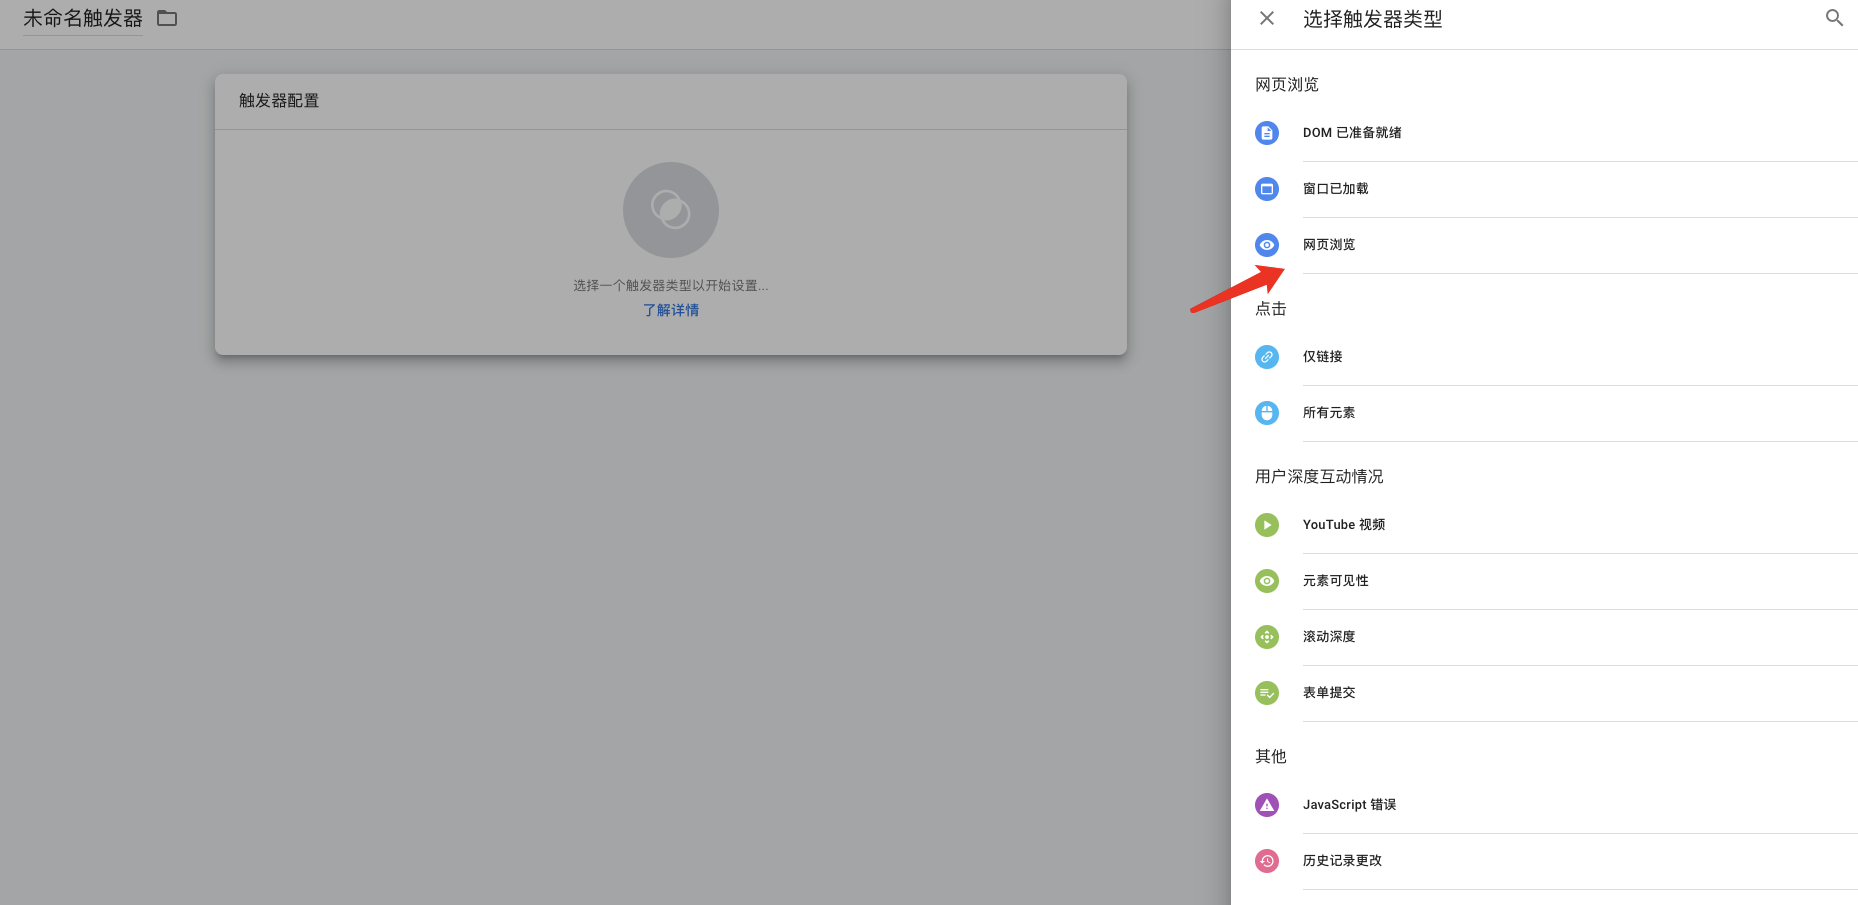 未命名触发器
触发器配置
选择一个触发器类型以开始设置...
了解详情
选择触发器类型
网页浏览
DOM 已准备就绪
窗口已加载
网页浏览
点击
仅链接
所有元素
用户深度互动情况
YouTube 视频
元素可见性
滚动深度
表单提交
其他
JavaScript 错误
历史记录更改